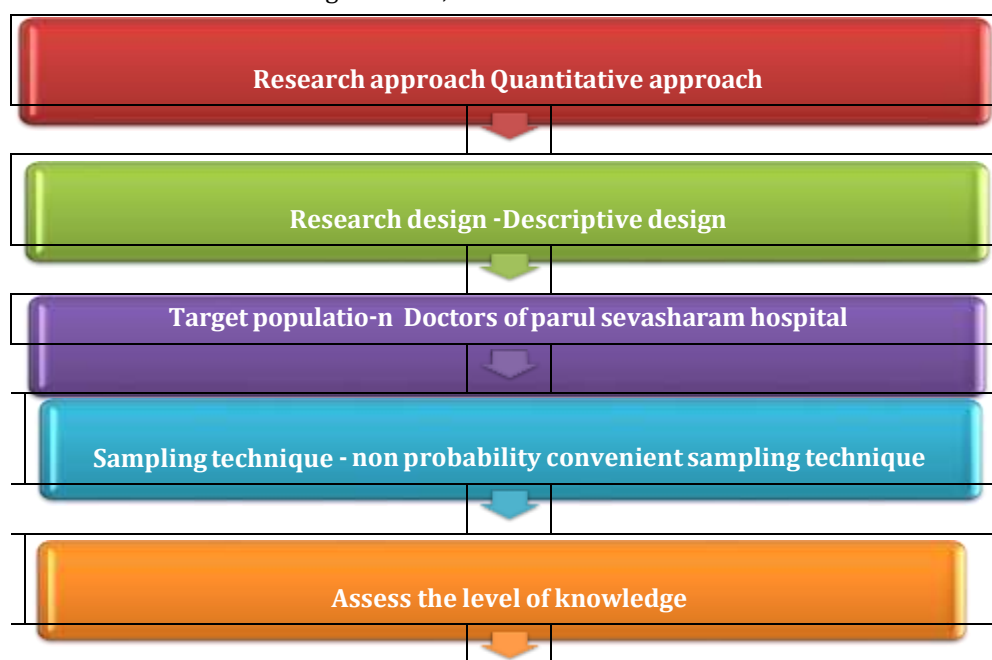 Research approach Quantitative approach
Research design -Descriptive design
Target populatio-n Doctors of parul sevasharam hospital
Sampling technique - non probability convenient sampling technique
Assess the level of knowledge